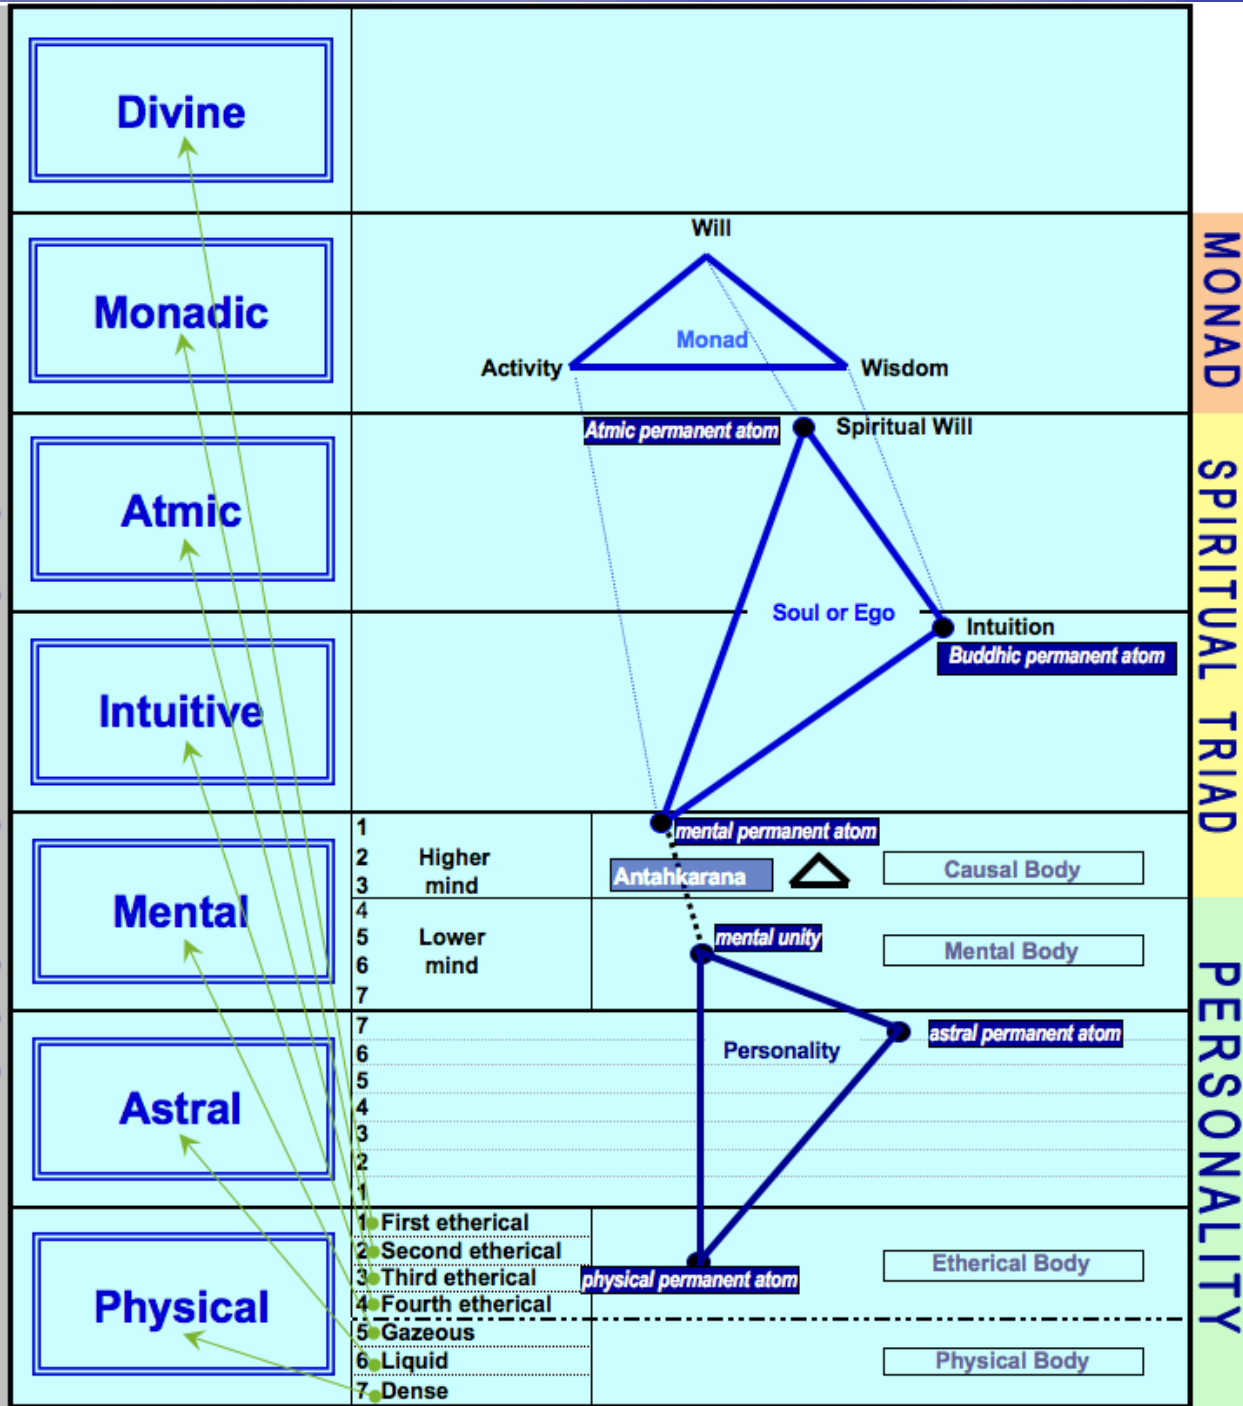 Divine
MONAD
Monadic
Will
Monad
Activity
Wisdom
SPIRITUAL TRIAD
Atmic
Atmic permanent atom
Spiritual Will
Soul or Ego
Intuition
Buddhic permanent atom
Intuitive
Mental
1
2 Higher
3 mind
mental permanent atom
Antahkarana
Causal Body
4
5 Lower
6 mind
7
mental unity
Mental Body
PERSONALITY
Astral
7
6
5
4
3
2
1
Personality
astral permanent atom
Physical
1 First etherical
2 Second etherical
3 Third etherical
4 Fourth etherical
5 Gazeous
6 Liquid
7 Dense
physical permanent atom
Etherical Body
Physical Body